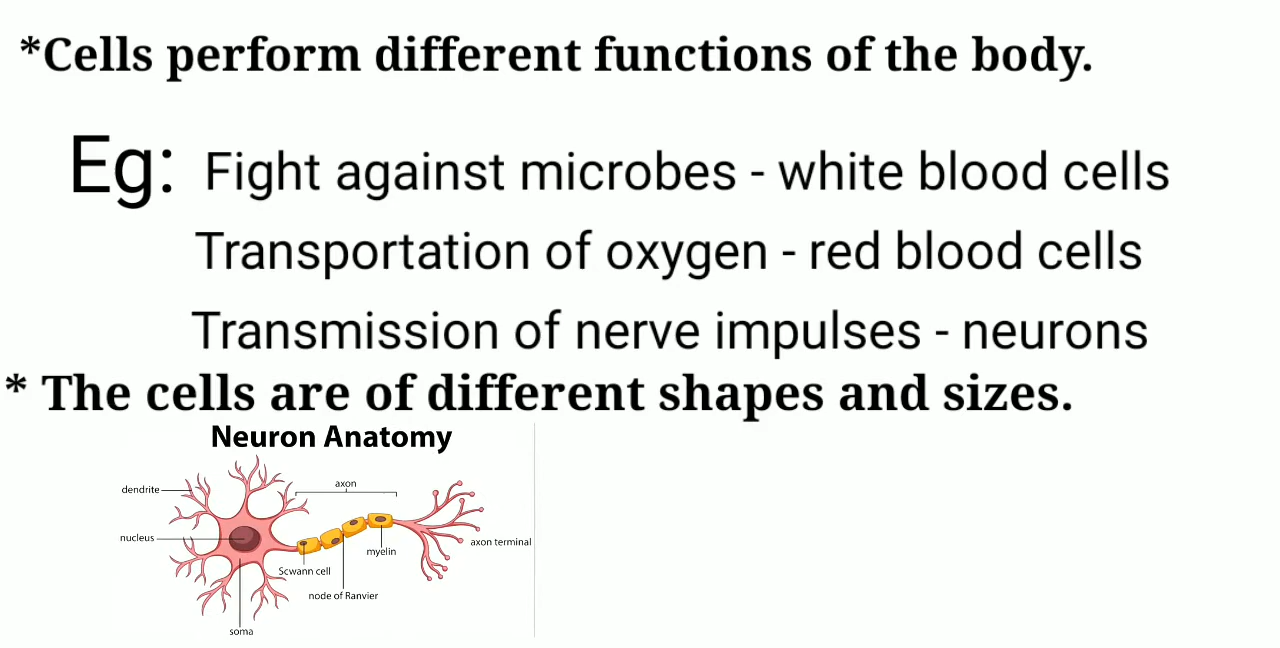 *Cells perform different functions of the body.
Eg: Fight against microbes - white blood cells
Transportation of oxygen - red blood cells
Transmission of nerve impulses - neurons
* The cells are of different shapes and sizes.
Neuron Anatomy
axon
dendrite
nucleus
axon terminal
myelin
Scwann cell
node of Ranvier
soma